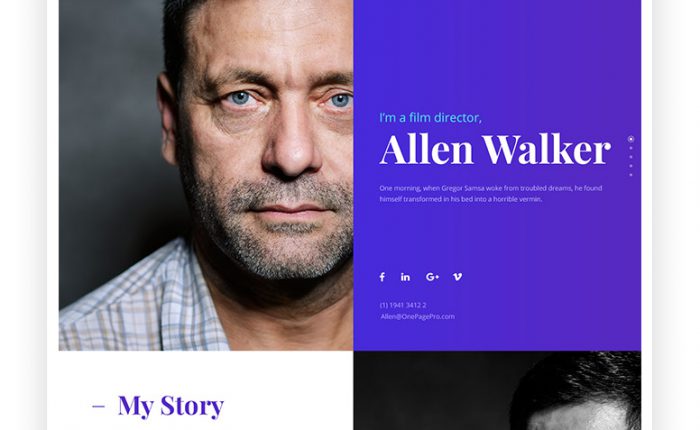 I'm a film director,
Allen Walker
One morning, when Gregor Samsa woke from troubled dreams, he found
himself transformed in his bed into a horrible vermin.
f in G+ v
(1) 1941 3412 2
Allen@OnePagePro.com
– My Story